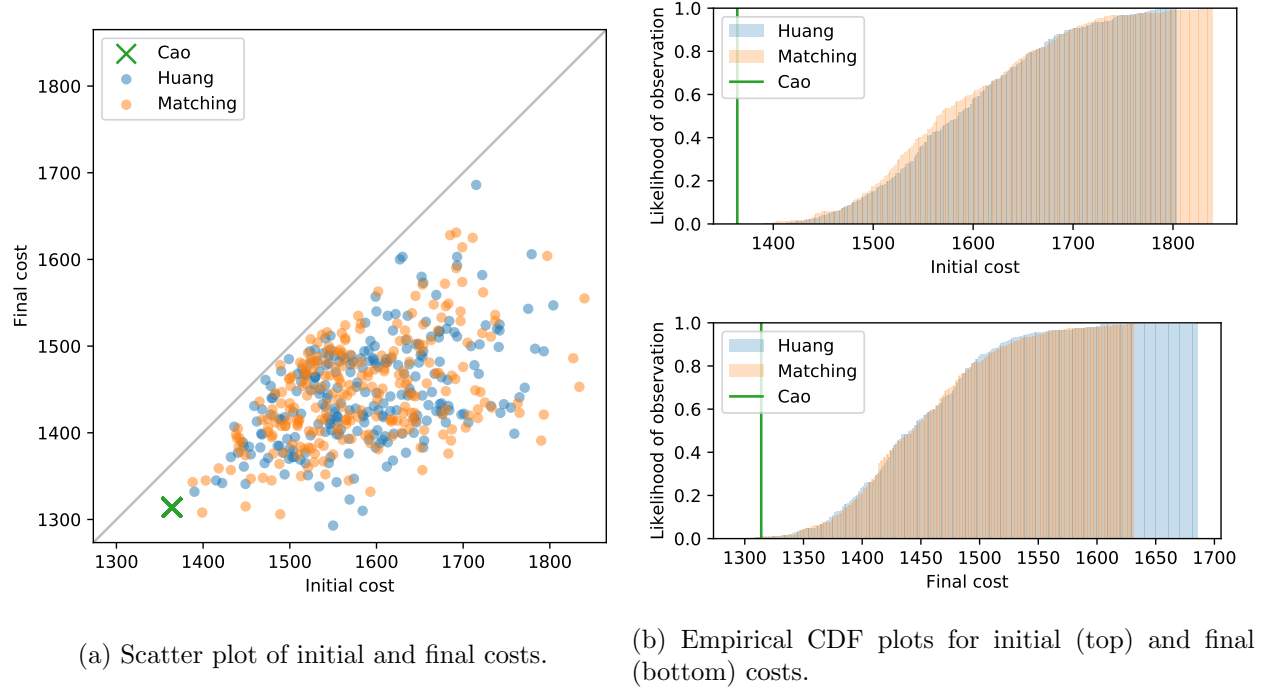 Cao
Huang
Matching
1800
1700
1600
1500
1400
1300
Final cost
1300 1400 1500 1600 1700 1800
Initial cost
(a) Scatter plot of initial and final costs.
Huang
Matching
Cao
1.0
0.8
0.6
0.4
0.2
0.0
Likelihood of observation
1400 1500 1600 1700 1800
Initial cost
Huang
Matching
Cao
1.0
0.8
0.6
0.4
0.2
0.0
Likelihood of observation
1300 1350 1400 1450 1500 1550 1600 1650 1700
Final cost
(b) Empirical CDF plots for initial (top) and final
(bottom) costs.